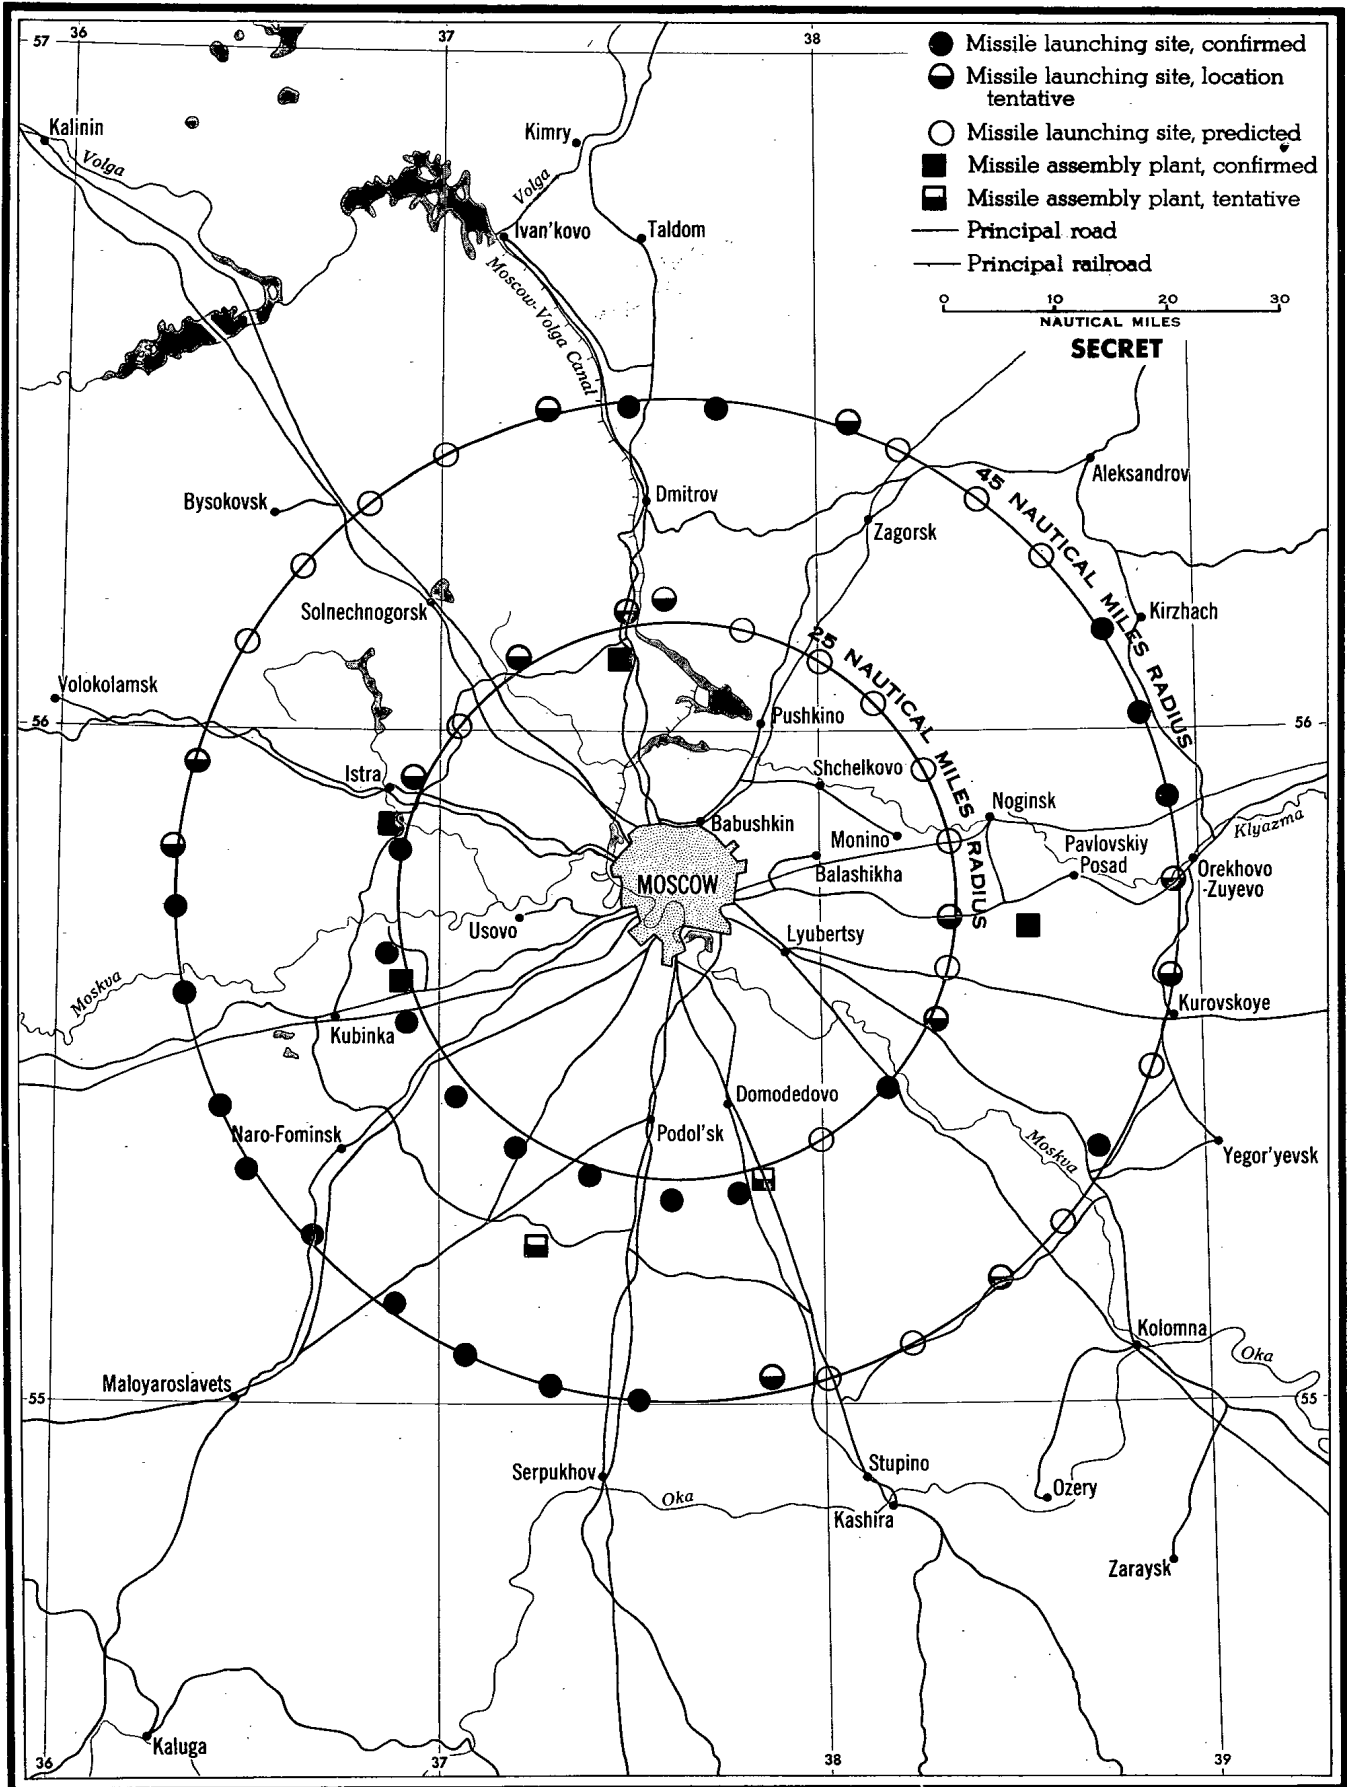 36
37
38
57
Missile launching site, confirmed
Missile launching site, location
tentative
Missile launching site, predicted
Missile assembly plant, confirmed
Missile assembly plant, tentative
Principal road
Principal railroad
0 10 20 30
NAUTICAL MILES
SECRET
Kalinin
Volga
Kimry
Volga
Ivan'kovo
Taldom
Moscow-Volga Canal
Bysokovsk
Dmitrov
Aleksandrov
45 NAUTICAL MILES RADIUS
Zagorsk
Solnechnogorsk
Kirzhach
25 NAUTICAL MILES RADIUS
Volokolamsk
56
56
Pushkino
Istra
Shchelkovo
Noginsk
Babushkin
Monino
Klyazma
Pavlovskiy
Posad
Balashikha
Orekhovo
-Zuyevo
MOSCOW
Usovo
Lyubertsy
Moskva
Kubinka
Kurovskoye
Domodedovo
Naro-Fominsk
Podol'sk
Moskva
Yegor'yevsk
Kolomna
Oka
Maloyaroslavets
55
55
Serpukhov
Oka
Stupino
Ozery
Kashira
Zaraysk
Kaluga
36
37
38
39